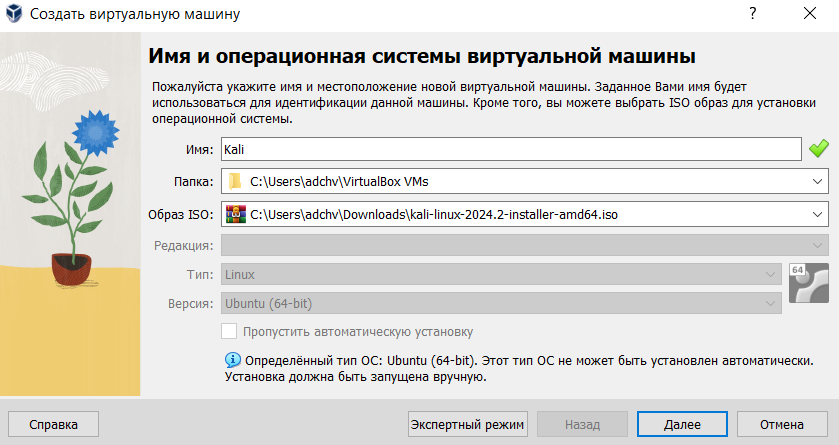 Создать виртуальную машину
?
Имя и операционная системы виртуальной машины
Пожалуйста укажите имя и местоположение новой виртуальной машины. Заданное Вами имя будет
использоваться для идентификации данной машины. Кроме того, вы можете выбрать ISO образ для установки
операционной системы.
Имя: Kali
Папка: C:\Users\adchv\VirtualBox VMs
Образ ISO: C:\Users\adchv\Downloads\kali-linux-2024.2-installer-amd64.iso
Редакция:
Тип: Linux
64
Версия: Ubuntu (64-bit)
Пропустить автоматическую установку
Определённый тип ОС: Ubuntu (64-bit). Этот тип ОС не может быть установлен автоматически.
Установка должна быть запущена вручную.
Справка Экспертный режим Назад Далее Отмена